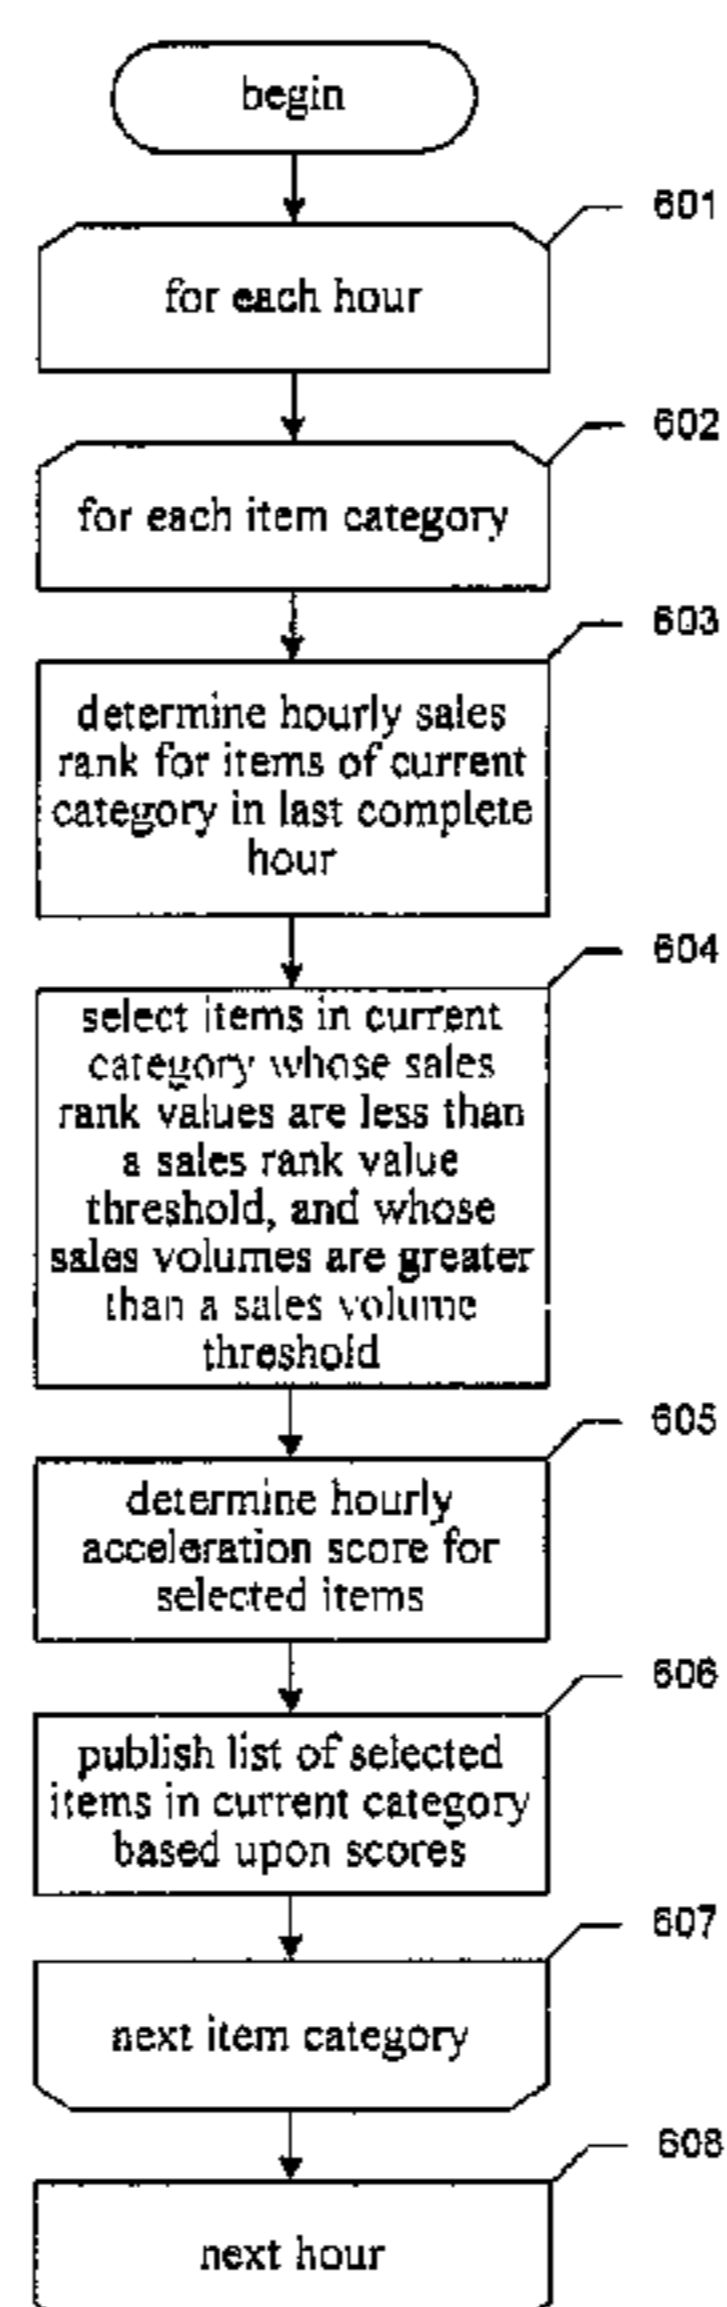 begin
601
for each hour
602
for each item category
603
determine hourly sales
rank for items of current
category in last complete
hour
604
select items in current
category whose sales
rank values are less than
a sales rank value
threshold, and whose
sales volumes are greater
than a sales volume
threshold
605
determine hourly
acceleration score for
selected items
606
publish list of selected
items in current category
based upon scores
607
next item category
608
next hour